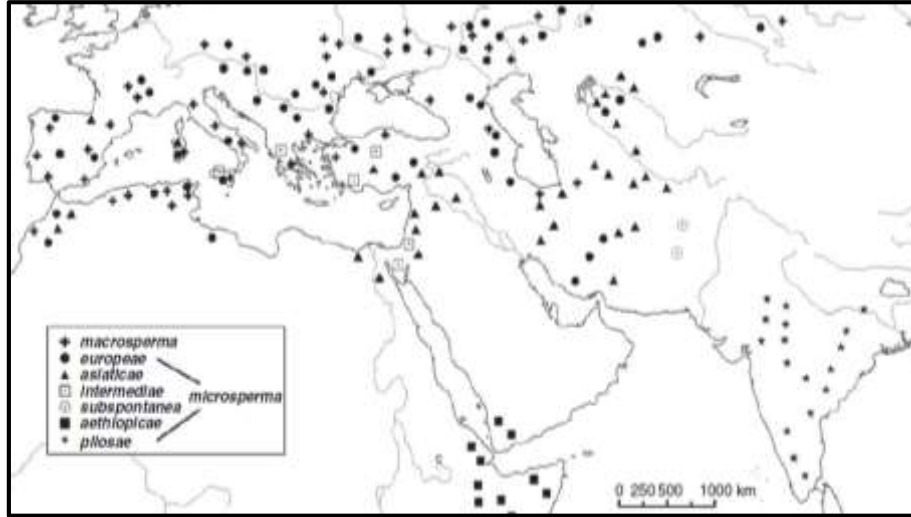 macrosperma
europeae
asiaticae
intermediae
subspontanea
aethiopicae
pilosae
microsperma
0 250 500 1000 km